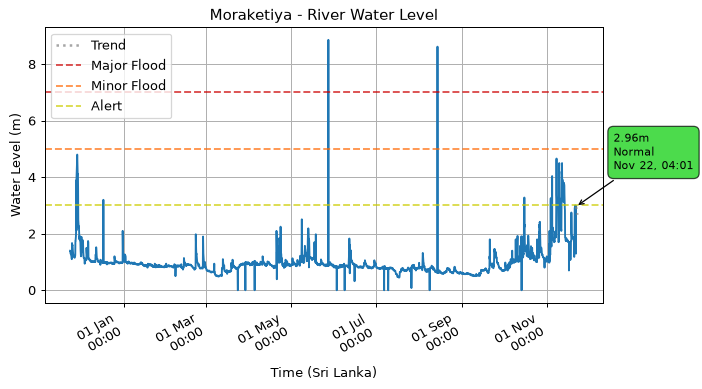 Moraketiya - River Water Level
Trend
Major Flood
Minor Flood
Alert
Water Level (m)
8
6
4
2
0
2.96m
Normal
Nov 22, 04:01
01 Jan
00:00
01 Mar
00:00
01 May
00:00
01 Jul
00:00
01 Sep
00:00
01 Nov
00:00
Time (Sri Lanka)